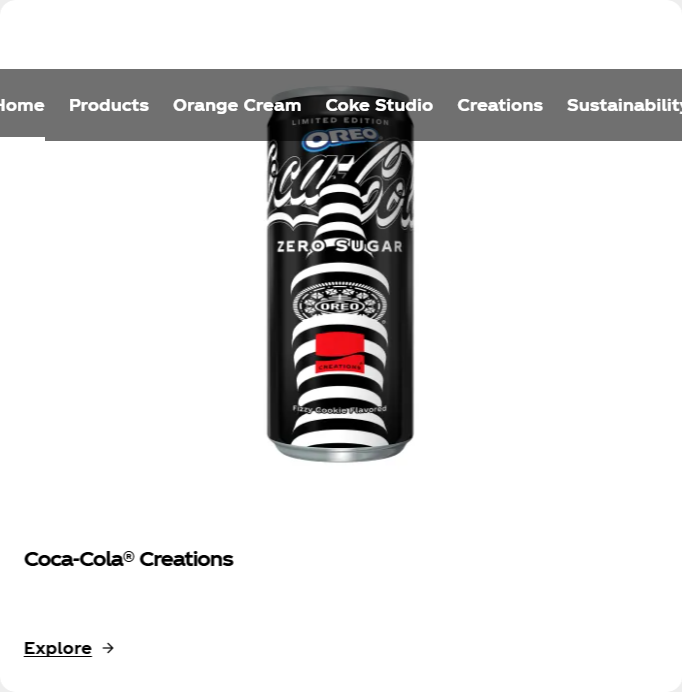 Home Products Orange Cream Coke Studio Creations Sustainability
LIMITED EDITION
OREO
Coca-Cola
ZERO SUGAR
OREO
CREATIONS
Fizzy Cookie Flavored
Coca-Cola® Creations
Explore →